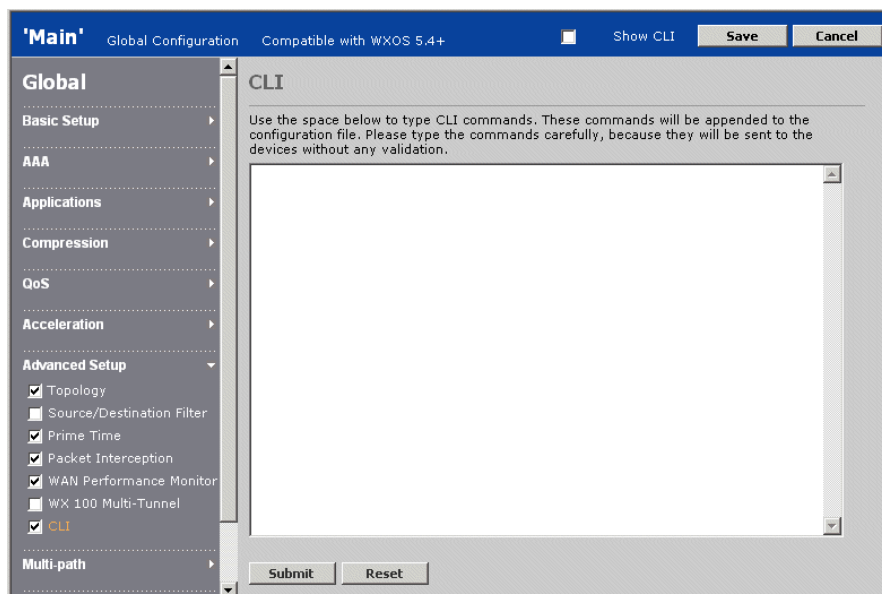 'Main' Global Configuration Compatible with WXOS 5.4+ Show CLI Save Cancel
Global
Basic Setup
AAA
Applications
Compression
QoS
Acceleration
Advanced Setup
Topology
Source/Destination Filter
Prime Time
Packet Interception
WAN Performance Monitor
WX 100 Multi-Tunnel
CLI
Multi-path
CLI
Use the space below to type CLI commands. These commands will be appended to the
configuration file. Please type the commands carefully, because they will be sent to the
devices without any validation.
Submit Reset